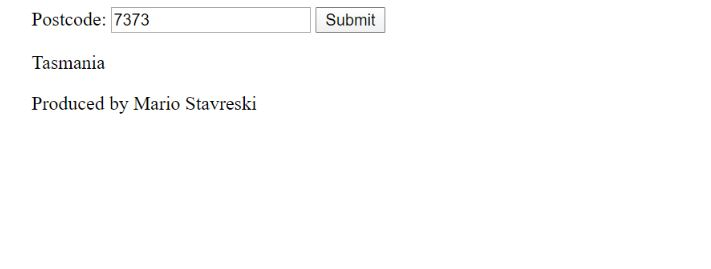 Postcode: 7373 Submit
Tasmania
Produced by Mario Stavreski